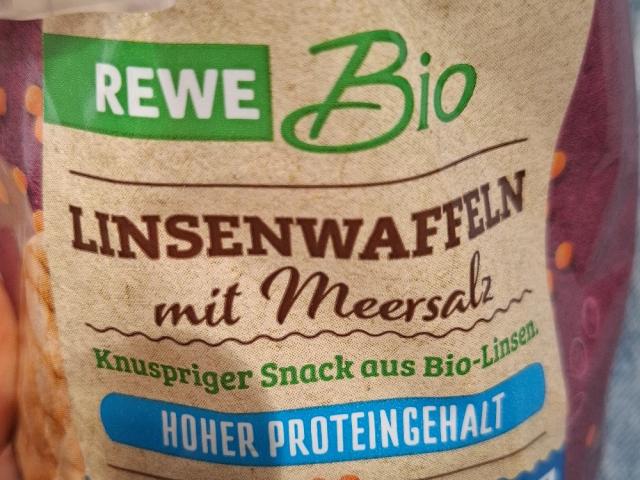 REWE Bio
LINSENWAFFELN
mit Meersalz
Knuspriger Snack aus Bio-Linsen.
HOHER PROTEINGEHALT